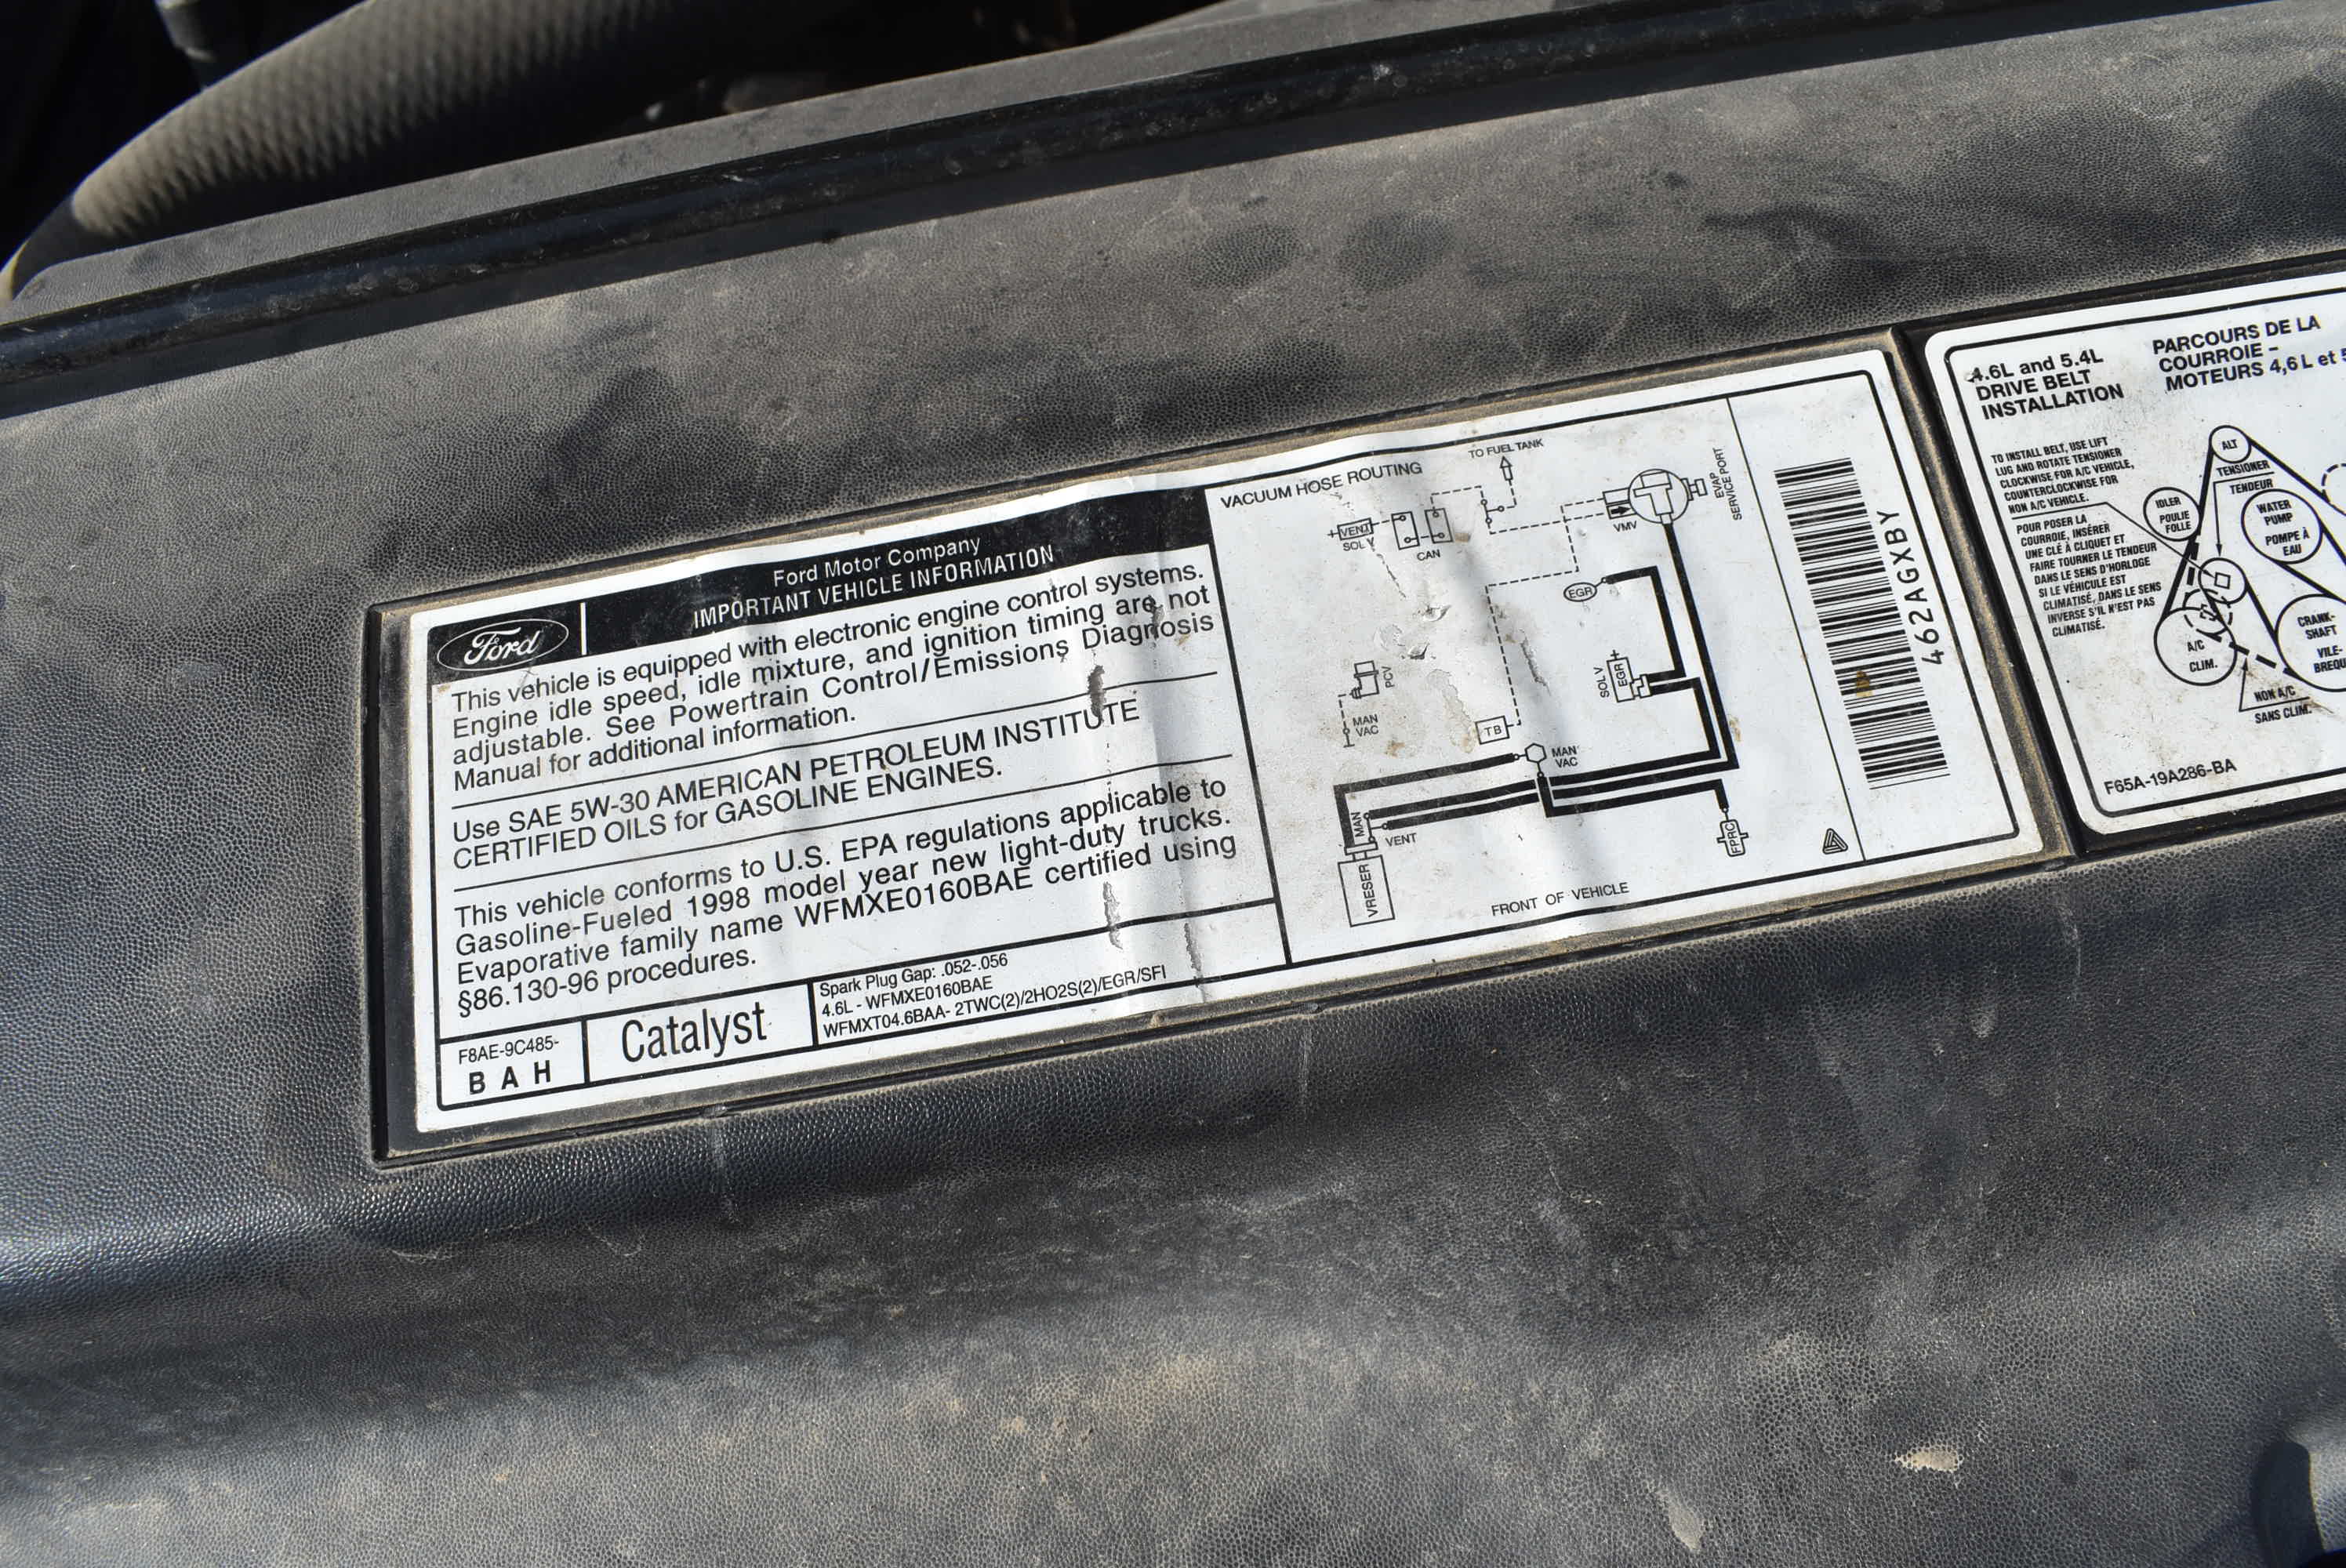 Ford
Ford Motor Company
IMPORTANT VEHICLE INFORMATION
This vehicle is equipped with electronic engine control systems.
Engine idle speed, idle mixture, and ignition timing are not
adjustable. See Powertrain Control/Emissions Diagnosis
Manual for additional information.
Use SAE 5W-30 AMERICAN PETROLEUM INSTITUTE
CERTIFIED OILS for GASOLINE ENGINES.
This vehicle conforms to U.S. EPA regulations applicable to
Gasoline-Fueled 1998 model year new light-duty trucks.
Evaporative family name WFMXE0160BAE certified using
§86.130-96 procedures.
F8AE-9C485-
BAH
Catalyst
Spark Plug Gap: .052-.056
4.6L - WFMXE0160BAE
WFMXT04.6BAA- 2TWC(2)/2HO2S(2)/EGR/SFI
VACUUM HOSE ROUTING
TO FUEL TANK
+VENT
SOL V
CAN
VMV
EVAP
SERVICE PORT
EGR
SOL V
EGR +
PCV
MAN
VAC
TB
MAN
VAC
MAN
VENT
VRESER
FPRC
FRONT OF VEHICLE
462AGXBY
4.6L and 5.4L
DRIVE BELT
INSTALLATION
PARCOURS DE LA
COURROIE -
MOTEURS 4,6 L et
TO INSTALL BELT, USE LIFT
LUG AND ROTATE TENSIONER
CLOCKWISE FOR A/C VEHICLE,
COUNTERCLOCKWISE FOR
NON A/C VEHICLE.
POUR POSER LA
COURROIE, INSÉRER
UNE CLÉ À CLIQUET ET
FAIRE TOURNER LE TENDEUR
DANS LE SENS D'HORLOGE
SI LE VÉHICULE EST
CLIMATISÉ, DANS LE SENS
INVERSE S'IL N'EST PAS
CLIMATISÉ.
ALT
TENSIONER
TENDEUR
IDLER
POULIE
FOLLE
WATER
PUMP
POMPE À
EAU
CRANK-
SHAFT
VILE-
BREQU
A/C
CLIM.
NON A/C
SANS CLIM.
F65A-19A286-BA